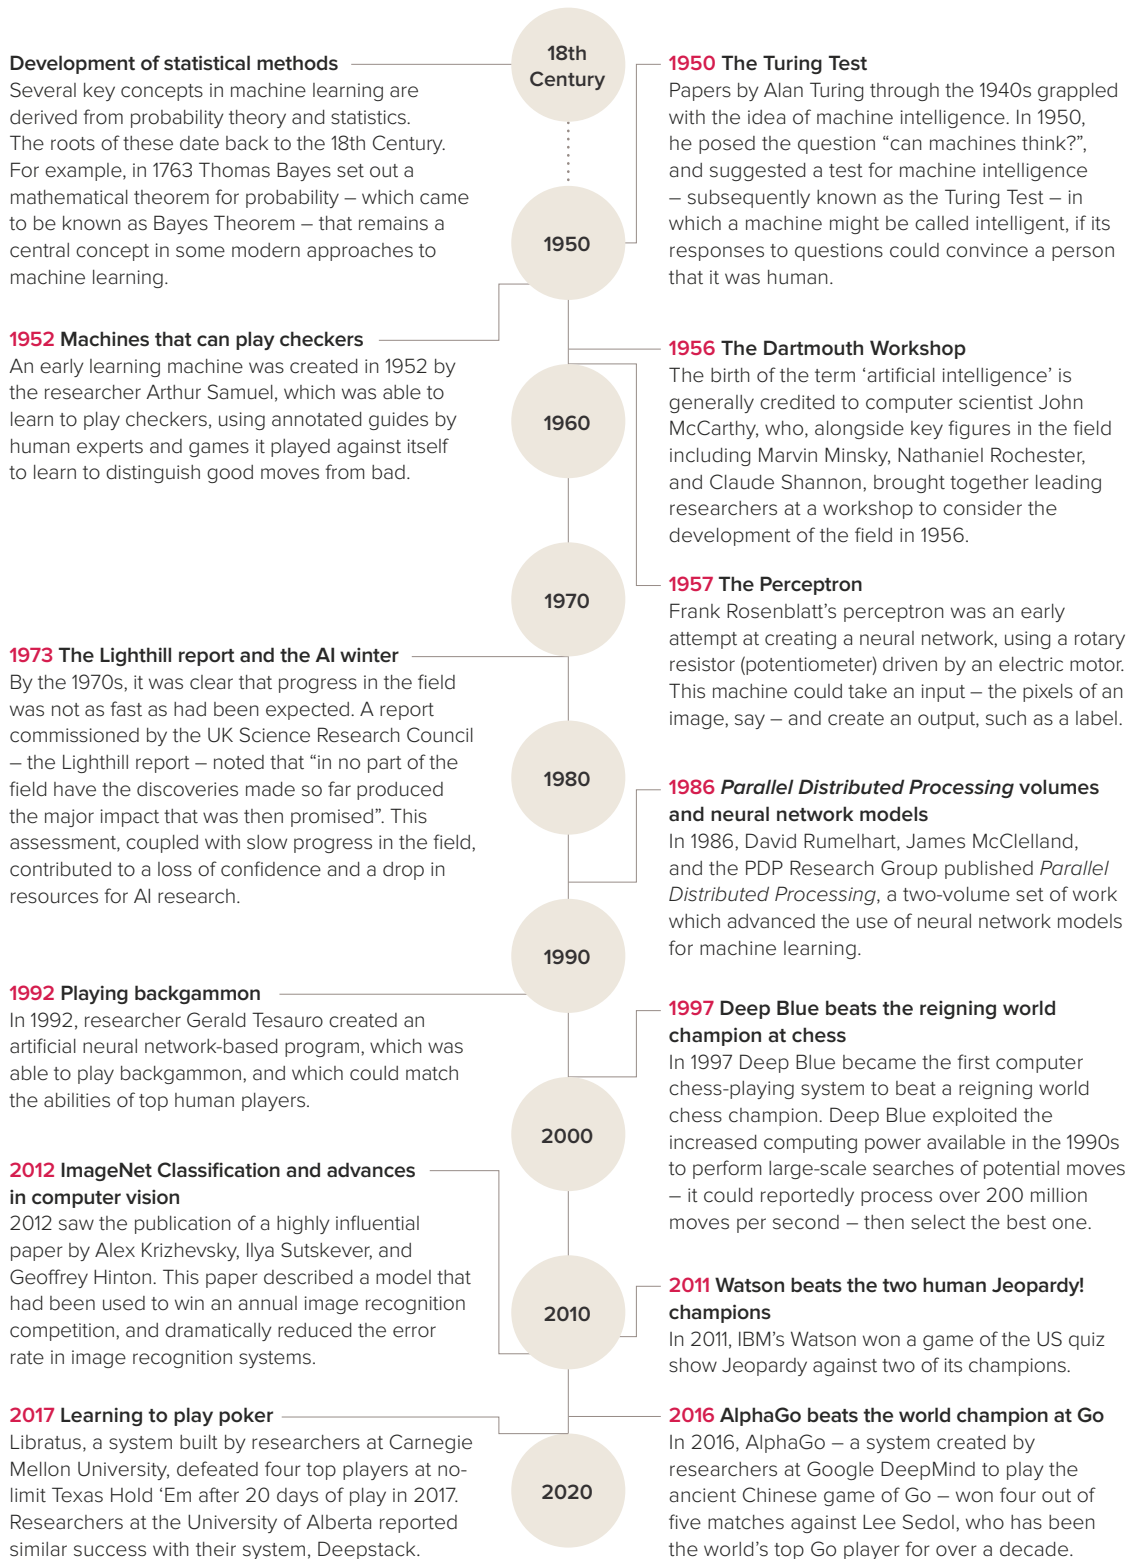 18th
Century
Development of statistical methods
Several key concepts in machine learning are
derived from probability theory and statistics.
The roots of these date back to the 18th Century.
For example, in 1763 Thomas Bayes set out a
mathematical theorem for probability – which came
to be known as Bayes Theorem – that remains a
central concept in some modern approaches to
machine learning.
1950 The Turing Test
Papers by Alan Turing through the 1940s grappled
with the idea of machine intelligence. In 1950,
he posed the question “can machines think?”,
and suggested a test for machine intelligence
– subsequently known as the Turing Test – in
which a machine might be called intelligent, if its
responses to questions could convince a person
that it was human.
1950
1952 Machines that can play checkers
An early learning machine was created in 1952 by
the researcher Arthur Samuel, which was able to
learn to play checkers, using annotated guides by
human experts and games it played against itself
to learn to distinguish good moves from bad.
1956 The Dartmouth Workshop
The birth of the term ‘artificial intelligence’ is
generally credited to computer scientist John
McCarthy, who, alongside key figures in the field
including Marvin Minsky, Nathaniel Rochester,
and Claude Shannon, brought together leading
researchers at a workshop to consider the
development of the field in 1956.
1960
1957 The Perceptron
Frank Rosenblatt’s perceptron was an early
attempt at creating a neural network, using a rotary
resistor (potentiometer) driven by an electric motor.
This machine could take an input – the pixels of an
image, say – and create an output, such as a label.
1970
1973 The Lighthill report and the AI winter
By the 1970s, it was clear that progress in the field
was not as fast as had been expected. A report
commissioned by the UK Science Research Council
– the Lighthill report – noted that “in no part of the
field have the discoveries made so far produced
the major impact that was then promised”. This
assessment, coupled with slow progress in the field,
contributed to a loss of confidence and a drop in
resources for AI research.
1980
1986 Parallel Distributed Processing volumes
and neural network models
In 1986, David Rumelhart, James McClelland,
and the PDP Research Group published Parallel
Distributed Processing, a two-volume set of work
which advanced the use of neural network models
for machine learning.
1990
1992 Playing backgammon
In 1992, researcher Gerald Tesauro created an
artificial neural network-based program, which was
able to play backgammon, and which could match
the abilities of top human players.
1997 Deep Blue beats the reigning world
champion at chess
In 1997 Deep Blue became the first computer
chess-playing system to beat a reigning world
chess champion. Deep Blue exploited the
increased computing power available in the 1990s
to perform large-scale searches of potential moves
– it could reportedly process over 200 million
moves per second – then select the best one.
2000
2012 ImageNet Classification and advances
in computer vision
2012 saw the publication of a highly influential
paper by Alex Krizhevsky, Ilya Sutskever, and
Geoffrey Hinton. This paper described a model that
had been used to win an annual image recognition
competition, and dramatically reduced the error
rate in image recognition systems.
2011 Watson beats the two human Jeopardy!
champions
In 2011, IBM’s Watson won a game of the US quiz
show Jeopardy against two of its champions.
2010
2017 Learning to play poker
Libratus, a system built by researchers at Carnegie
Mellon University, defeated four top players at no-
limit Texas Hold ‘Em after 20 days of play in 2017.
Researchers at the University of Alberta reported
similar success with their system, Deepstack.
2016 AlphaGo beats the world champion at Go
In 2016, AlphaGo – a system created by
researchers at Google DeepMind to play the
ancient Chinese game of Go – won four out of
five matches against Lee Sedol, who has been
the world’s top Go player for over a decade.
2020